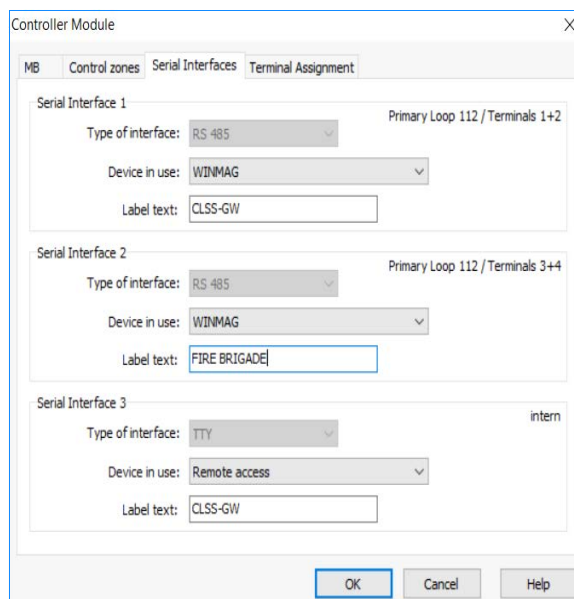 Controller Module
MB Control zones Serial Interfaces Terminal Assignment
Serial Interface 1
Primary Loop 112 / Terminals 1+2
Type of interface: RS 485
Device in use: WINMAG
Label text: CLSS-GW
Serial Interface 2
Primary Loop 112 / Terminals 3+4
Type of interface: RS 485
Device in use: WINMAG
Label text: FIRE BRIGADE
Serial Interface 3
intern
Type of interface: TTY
Device in use: Remote access
Label text: CLSS-GW
OK Cancel Help